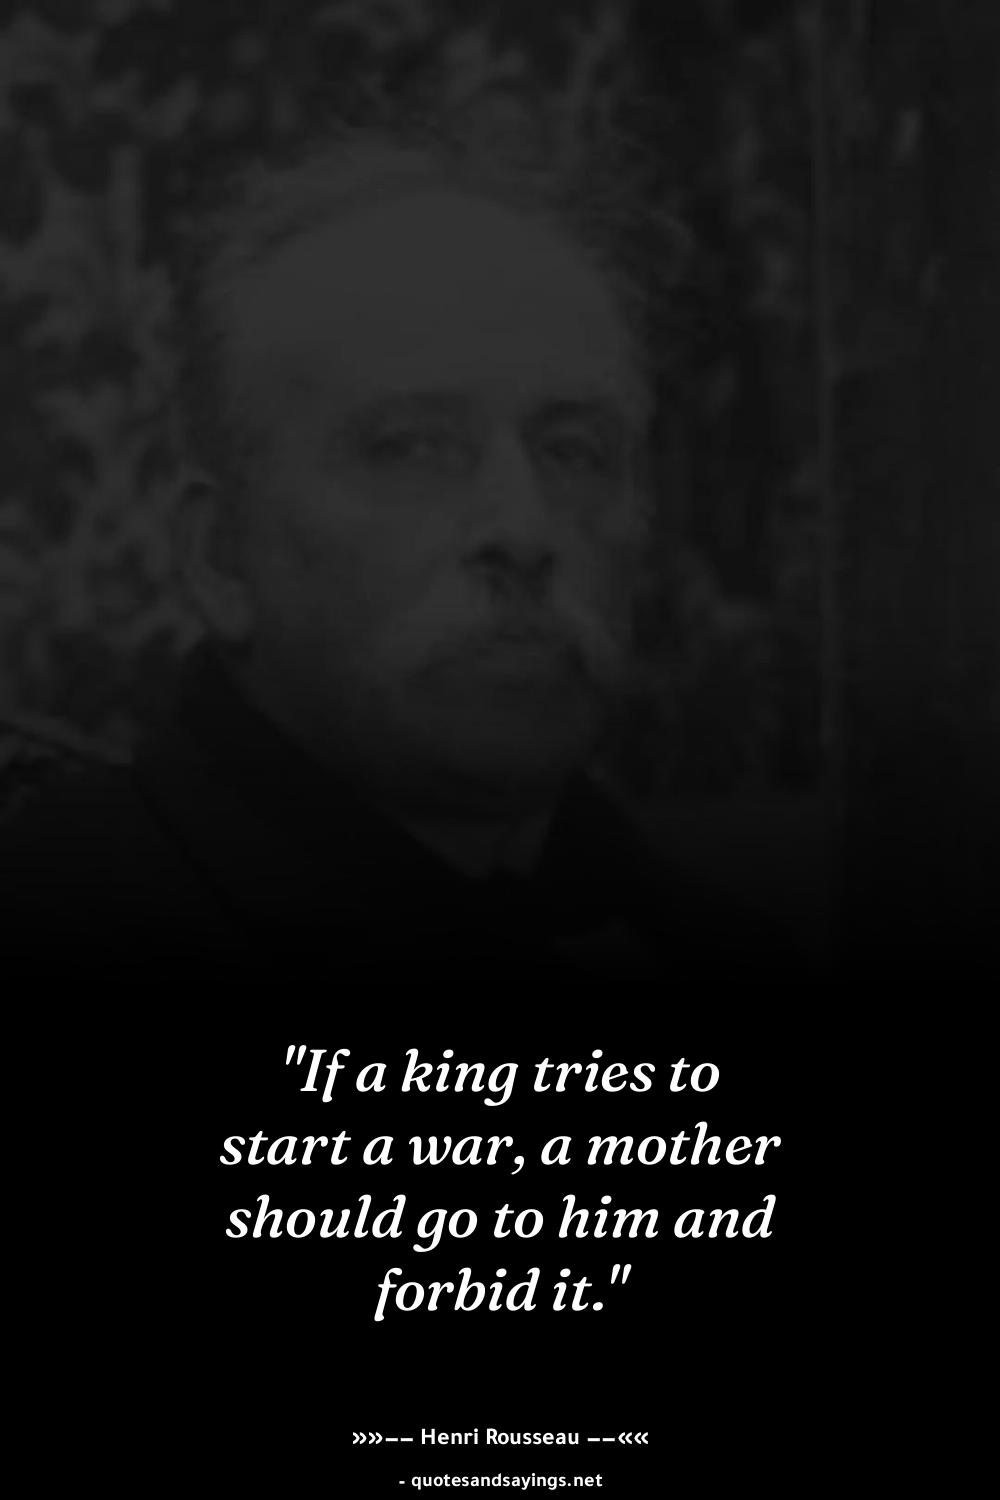 "If a king tries to
start a war, a mother
should go to him and
forbid it."
»»−− Henri Rousseau −−««
- quotesandsayings.net